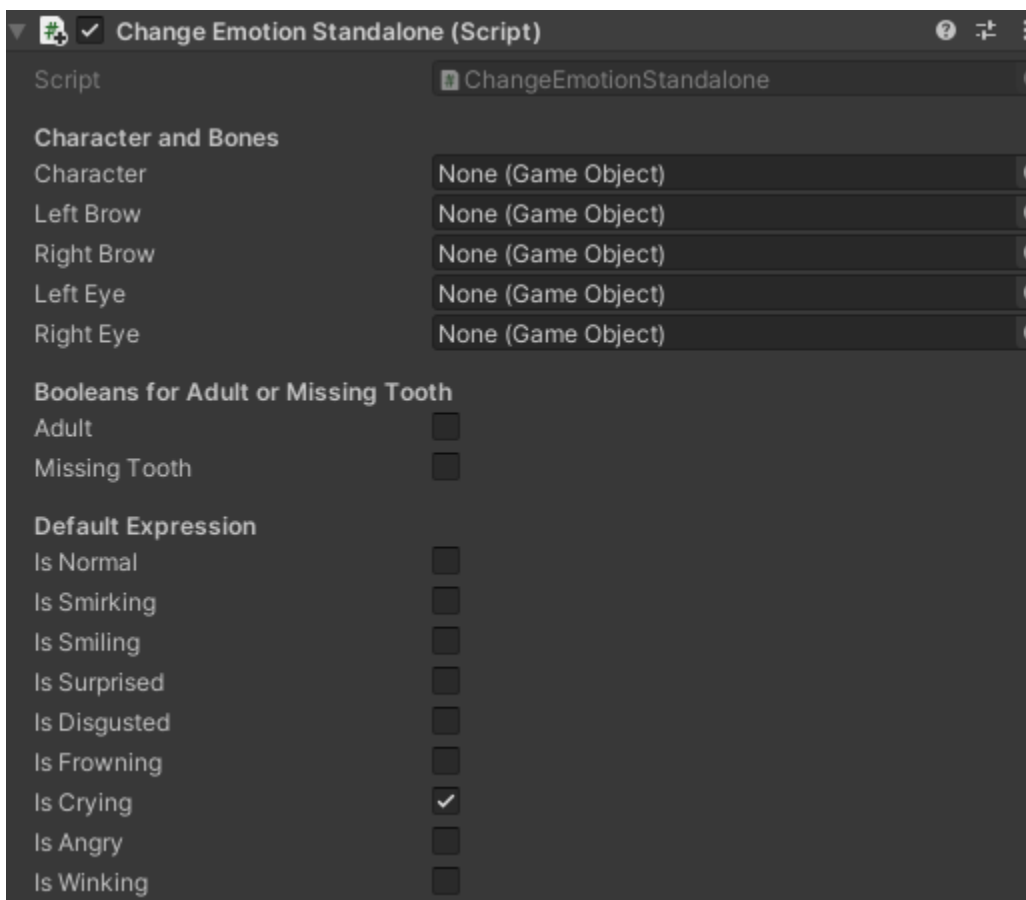 Change Emotion Standalone (Script)
Script ChangeEmotionStandalone
Character and Bones
Character None (Game Object)
Left Brow None (Game Object)
Right Brow None (Game Object)
Left Eye None (Game Object)
Right Eye None (Game Object)
Booleans for Adult or Missing Tooth
Adult
Missing Tooth
Default Expression
Is Normal
Is Smirking
Is Smiling
Is Surprised
Is Disgusted
Is Frowning
Is Crying
Is Angry
Is Winking